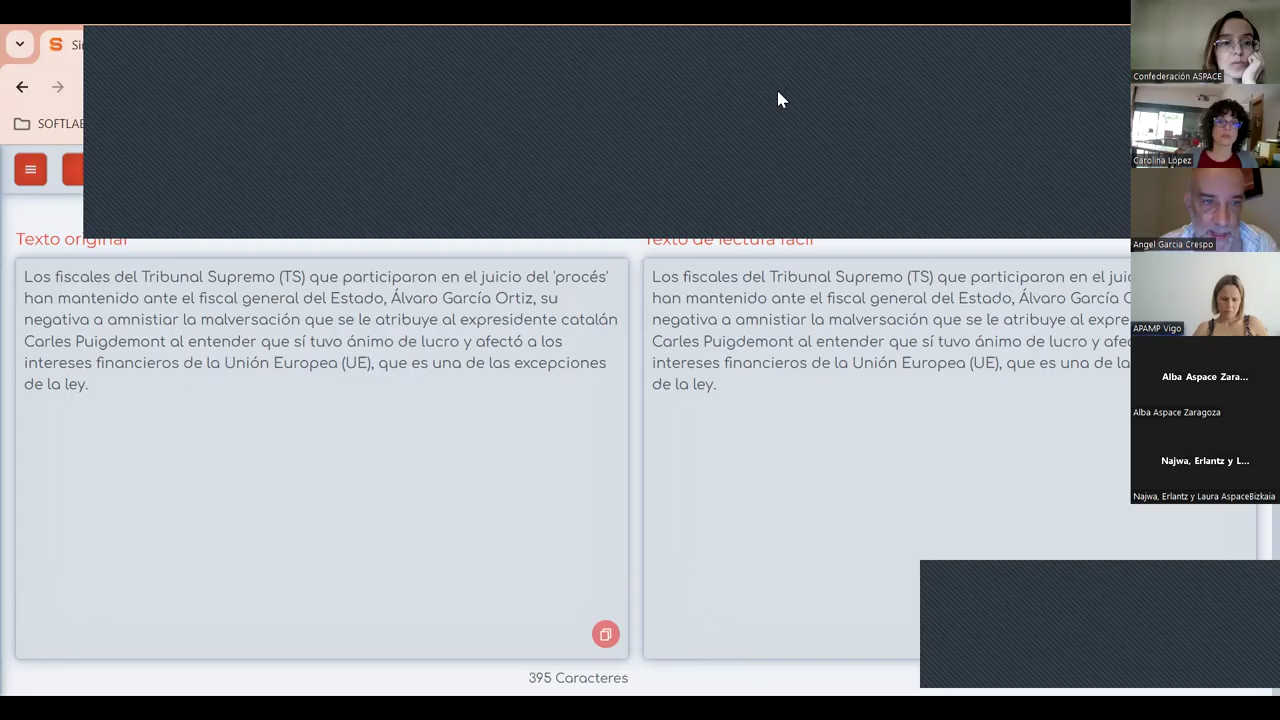 Sin
SOFTLAB
Texto original
Texto de lectura fácil
Los fiscales del Tribunal Supremo (TS) que participaron en el juicio del 'procés'
han mantenido ante el fiscal general del Estado, Álvaro García Ortiz, su
negativa a amnistiar la malversación que se le atribuye al expresidente catalán
Carles Puigdemont al entender que sí tuvo ánimo de lucro y afectó a los
intereses financieros de la Unión Europea (UE), que es una de las excepciones
de la ley.
395 Caracteres
Los fiscales del Tribunal Supremo (TS) que participaron en el juic
han mantenido ante el fiscal general del Estado, Álvaro García O
negativa a amnistiar la malversación que se le atribuye al expre
Carles Puigdemont al entender que sí tuvo ánimo de lucro y afec
intereses financieros de la Unión Europea (UE), que es una de la
de la ley.
Confederación ASPACE
Carolina López
Angel Garcia Crespo
APAMP Vigo
Alba Aspace Zara...
Alba Aspace Zaragoza
Najwa, Erlantz y L...
Najwa, Erlantz y Laura AspaceBizkaia